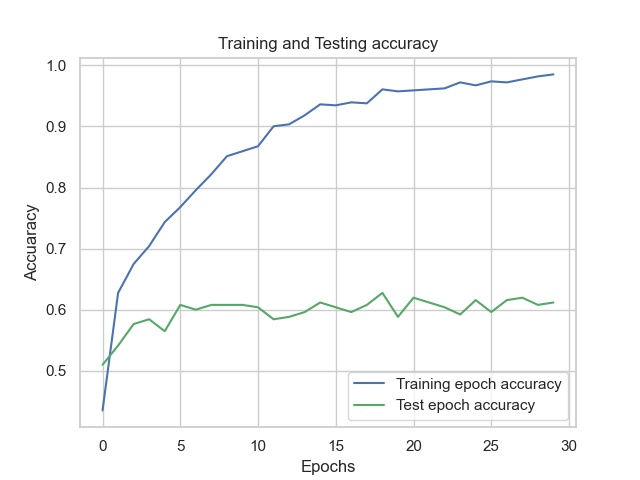 Training and Testing accuracy
Accuaracy
1.0
0.9
0.8
0.7
0.6
0.5
Training epoch accuracy
Test epoch accuracy
0 5 10 15 20 25 30
Epochs